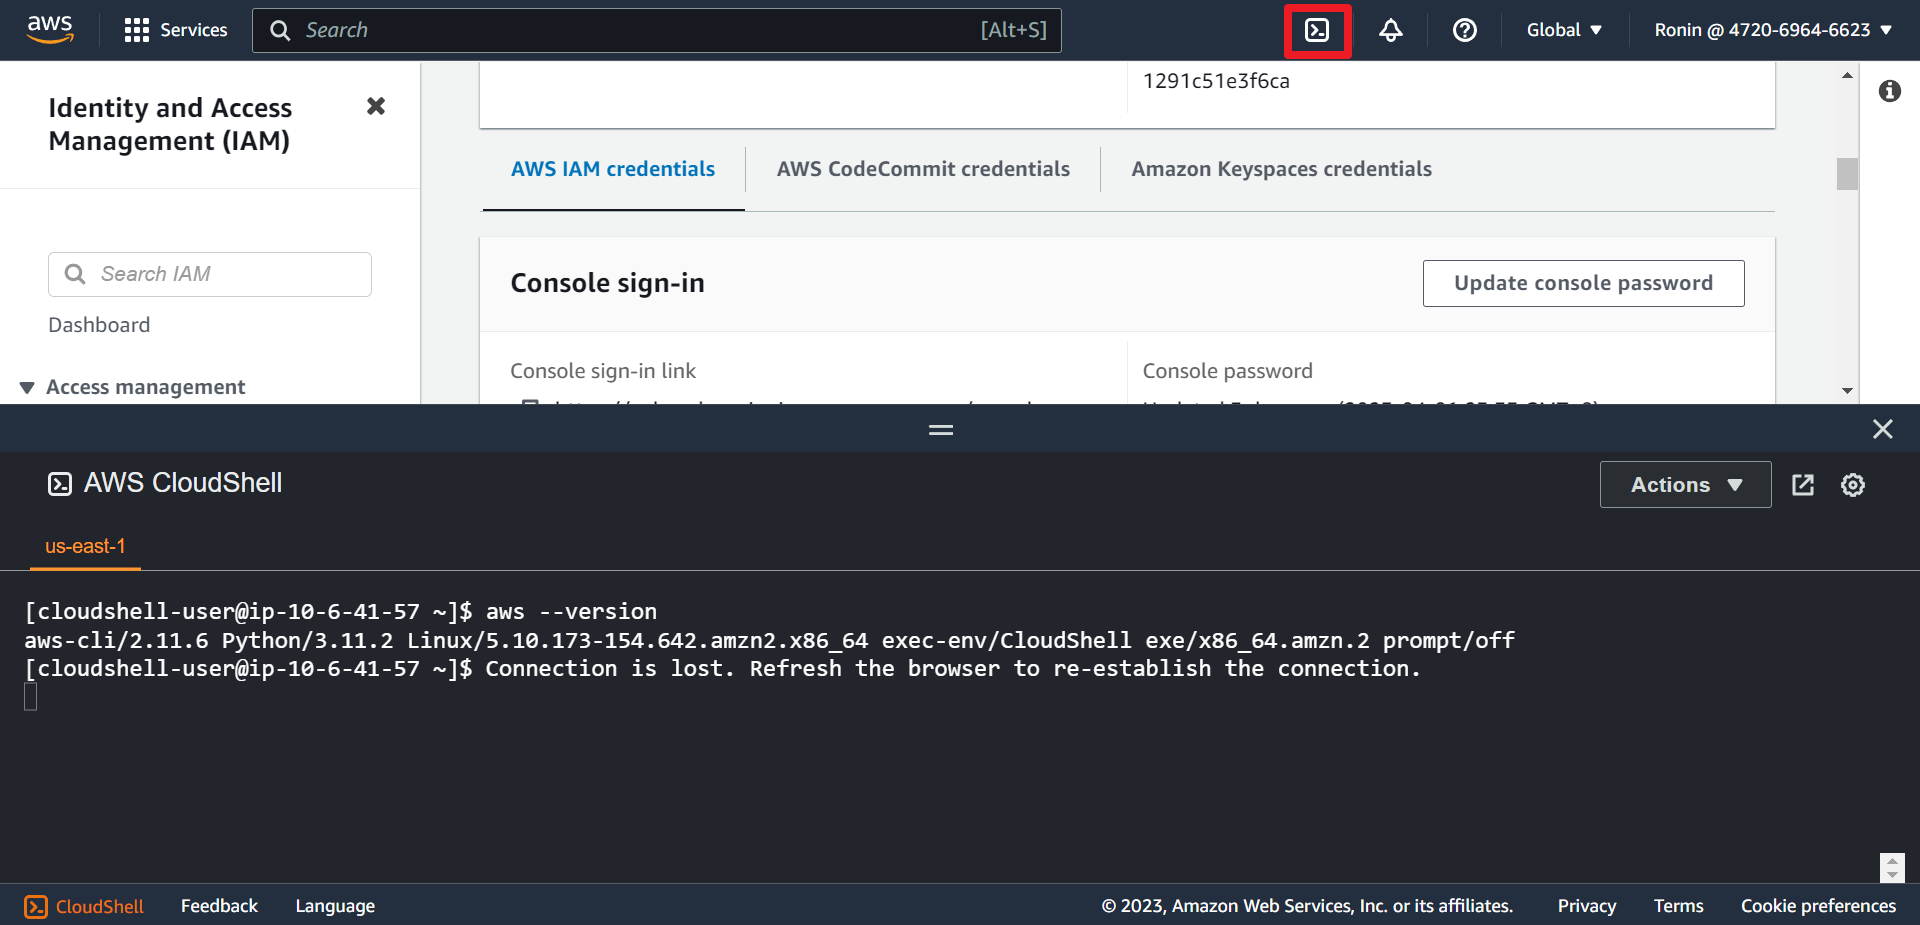 aws
Services
Search
[Alt+S]
Global
Ronin @ 4720-6964-6623
Identity and Access
Management (IAM)
Search IAM
Dashboard
Access management
1291c51e3f6ca
AWS IAM credentials
AWS CodeCommit credentials
Amazon Keyspaces credentials
Console sign-in
Update console password
Console sign-in link
Console password
AWS CloudShell
Actions
us-east-1
[cloudshell-user@ip-10-6-41-57 ~]$ aws --version
aws-cli/2.11.6 Python/3.11.2 Linux/5.10.173-154.642.amzn2.x86_64 exec-env/CloudShell exe/x86_64.amzn.2 prompt/off
[cloudshell-user@ip-10-6-41-57 ~]$ Connection is lost. Refresh the browser to re-establish the connection.
CloudShell
Feedback
Language
© 2023, Amazon Web Services, Inc. or its affiliates.
Privacy
Terms
Cookie preferences